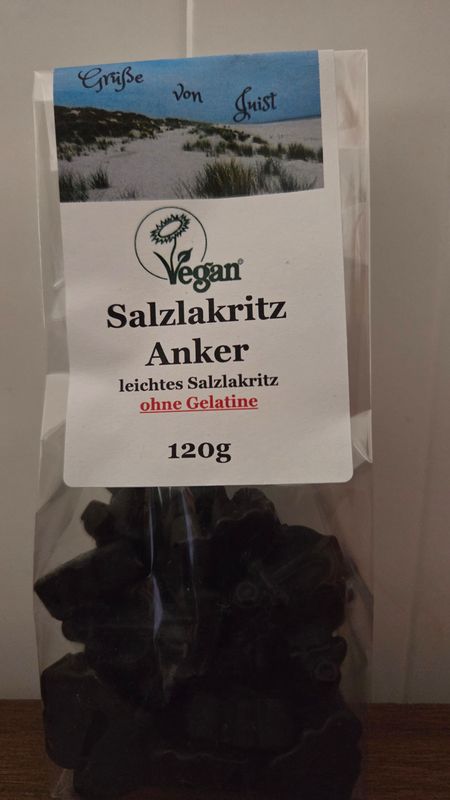 Grüße von Juist
Vegan®
Salzlakritz
Anker
leichtes Salzlakritz
ohne Gelatine
120g